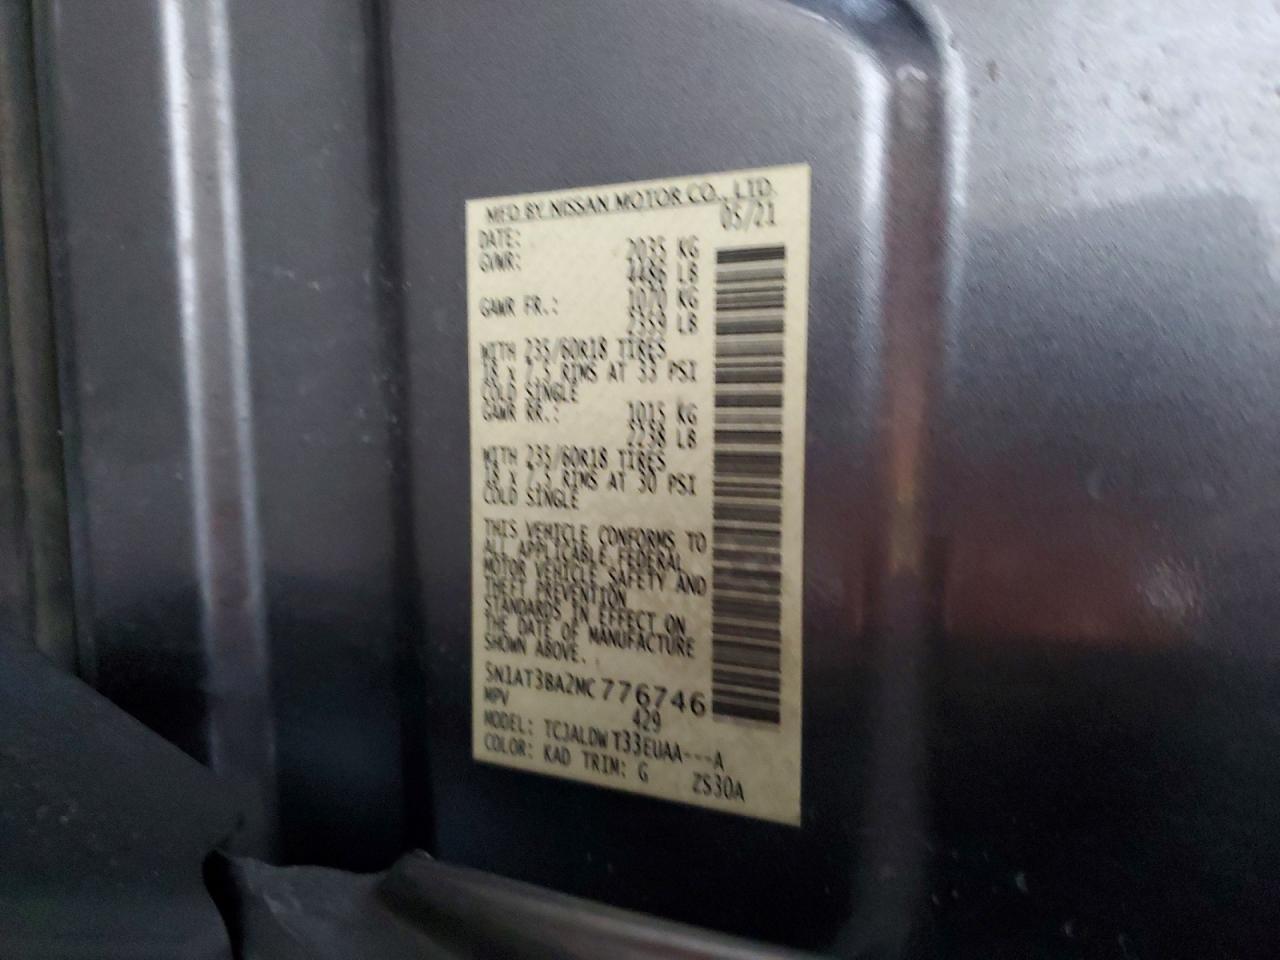 MFD BY NISSAN MOTOR CO., LTD.
DATE: 05/21
GVWR: 2035 KG
4486 LB
GAWR FR.: 1070 KG
2359 LB
WITH 235/60R18 TIRES
18 x 7.5 RIMS AT 33 PSI
COLD SINGLE
GAWR RR.: 1015 KG
2238 LB
WITH 235/60R18 TIRES
18 x 7.5 RIMS AT 30 PSI
COLD SINGLE
THIS VEHICLE CONFORMS TO
ALL APPLICABLE FEDERAL
MOTOR VEHICLE SAFETY AND
THEFT PREVENTION
STANDARDS IN EFFECT ON
THE DATE OF MANUFACTURE
SHOWN ABOVE.
5N1AT3BA2MC776746
MPV 429
MODEL: TCJALDW T33EUAA---A
COLOR: KAD TRIM: G ZS30A